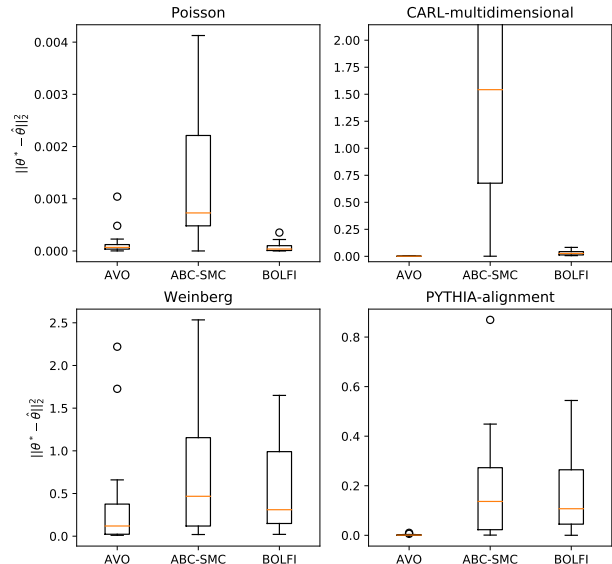 Poisson
0.004
0.003
0.002
0.001
0.000
||θ* − θ̂||₂²
AVO ABC-SMC BOLFI
CARL-multidimensional
2.00
1.75
1.50
1.25
1.00
0.75
0.50
0.25
0.00
AVO ABC-SMC BOLFI
Weinberg
2.5
2.0
1.5
1.0
0.5
0.0
||θ* − θ̂||₂²
AVO ABC-SMC BOLFI
PYTHIA-alignment
0.8
0.6
0.4
0.2
0.0
AVO ABC-SMC BOLFI